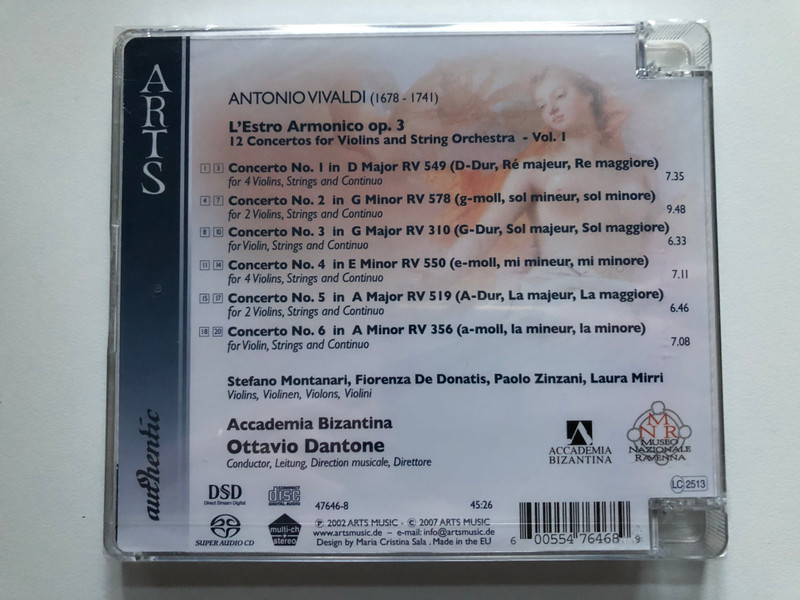 ARTS
authentic
ANTONIO VIVALDI (1678 - 1741)
L'Estro Armonico op. 3
12 Concertos for Violins and String Orchestra - Vol. 1
1 3 Concerto No. 1 in D Major RV 549 (D-Dur, Ré majeur, Re maggiore)
for 4 Violins, Strings and Continuo 7.35
4 7 Concerto No. 2 in G Minor RV 578 (g-moll, sol mineur, sol minore)
for 2 Violins, Strings and Continuo 9.48
8 10 Concerto No. 3 in G Major RV 310 (G-Dur, Sol majeur, Sol maggiore)
for Violin, Strings and Continuo 6.33
11 14 Concerto No. 4 in E Minor RV 550 (e-moll, mi mineur, mi minore)
for 4 Violins, Strings and Continuo 7.11
15 17 Concerto No. 5 in A Major RV 519 (A-Dur, La majeur, La maggiore)
for 2 Violins, Strings and Continuo 6.46
18 20 Concerto No. 6 in A Minor RV 356 (a-moll, la mineur, la minore)
for Violin, Strings and Continuo 7.08
Stefano Montanari, Fiorenza De Donatis, Paolo Zinzani, Laura Mirri
Violins, Violinen, Violons, Violini
Accademia Bizantina
Ottavio Dantone
Conductor, Leitung, Direction musicale, Direttore
ACCADEMIA
BIZANTINA
M
N R
MUSEO
NAZIONALE
RAVENNA
LC 2513
DSD
Direct Stream Digital
COMPACT
disc
DIGITAL AUDIO
47646-8 45:26
SUPER AUDIO CD
multi-ch
+
stereo
℗ 2002 ARTS MUSIC - © 2007 ARTS MUSIC
www.artsmusic.de – e-mail: info@artsmusic.de
Design by Maria Cristina Sala . Made in the EU
6 00554 76468 9